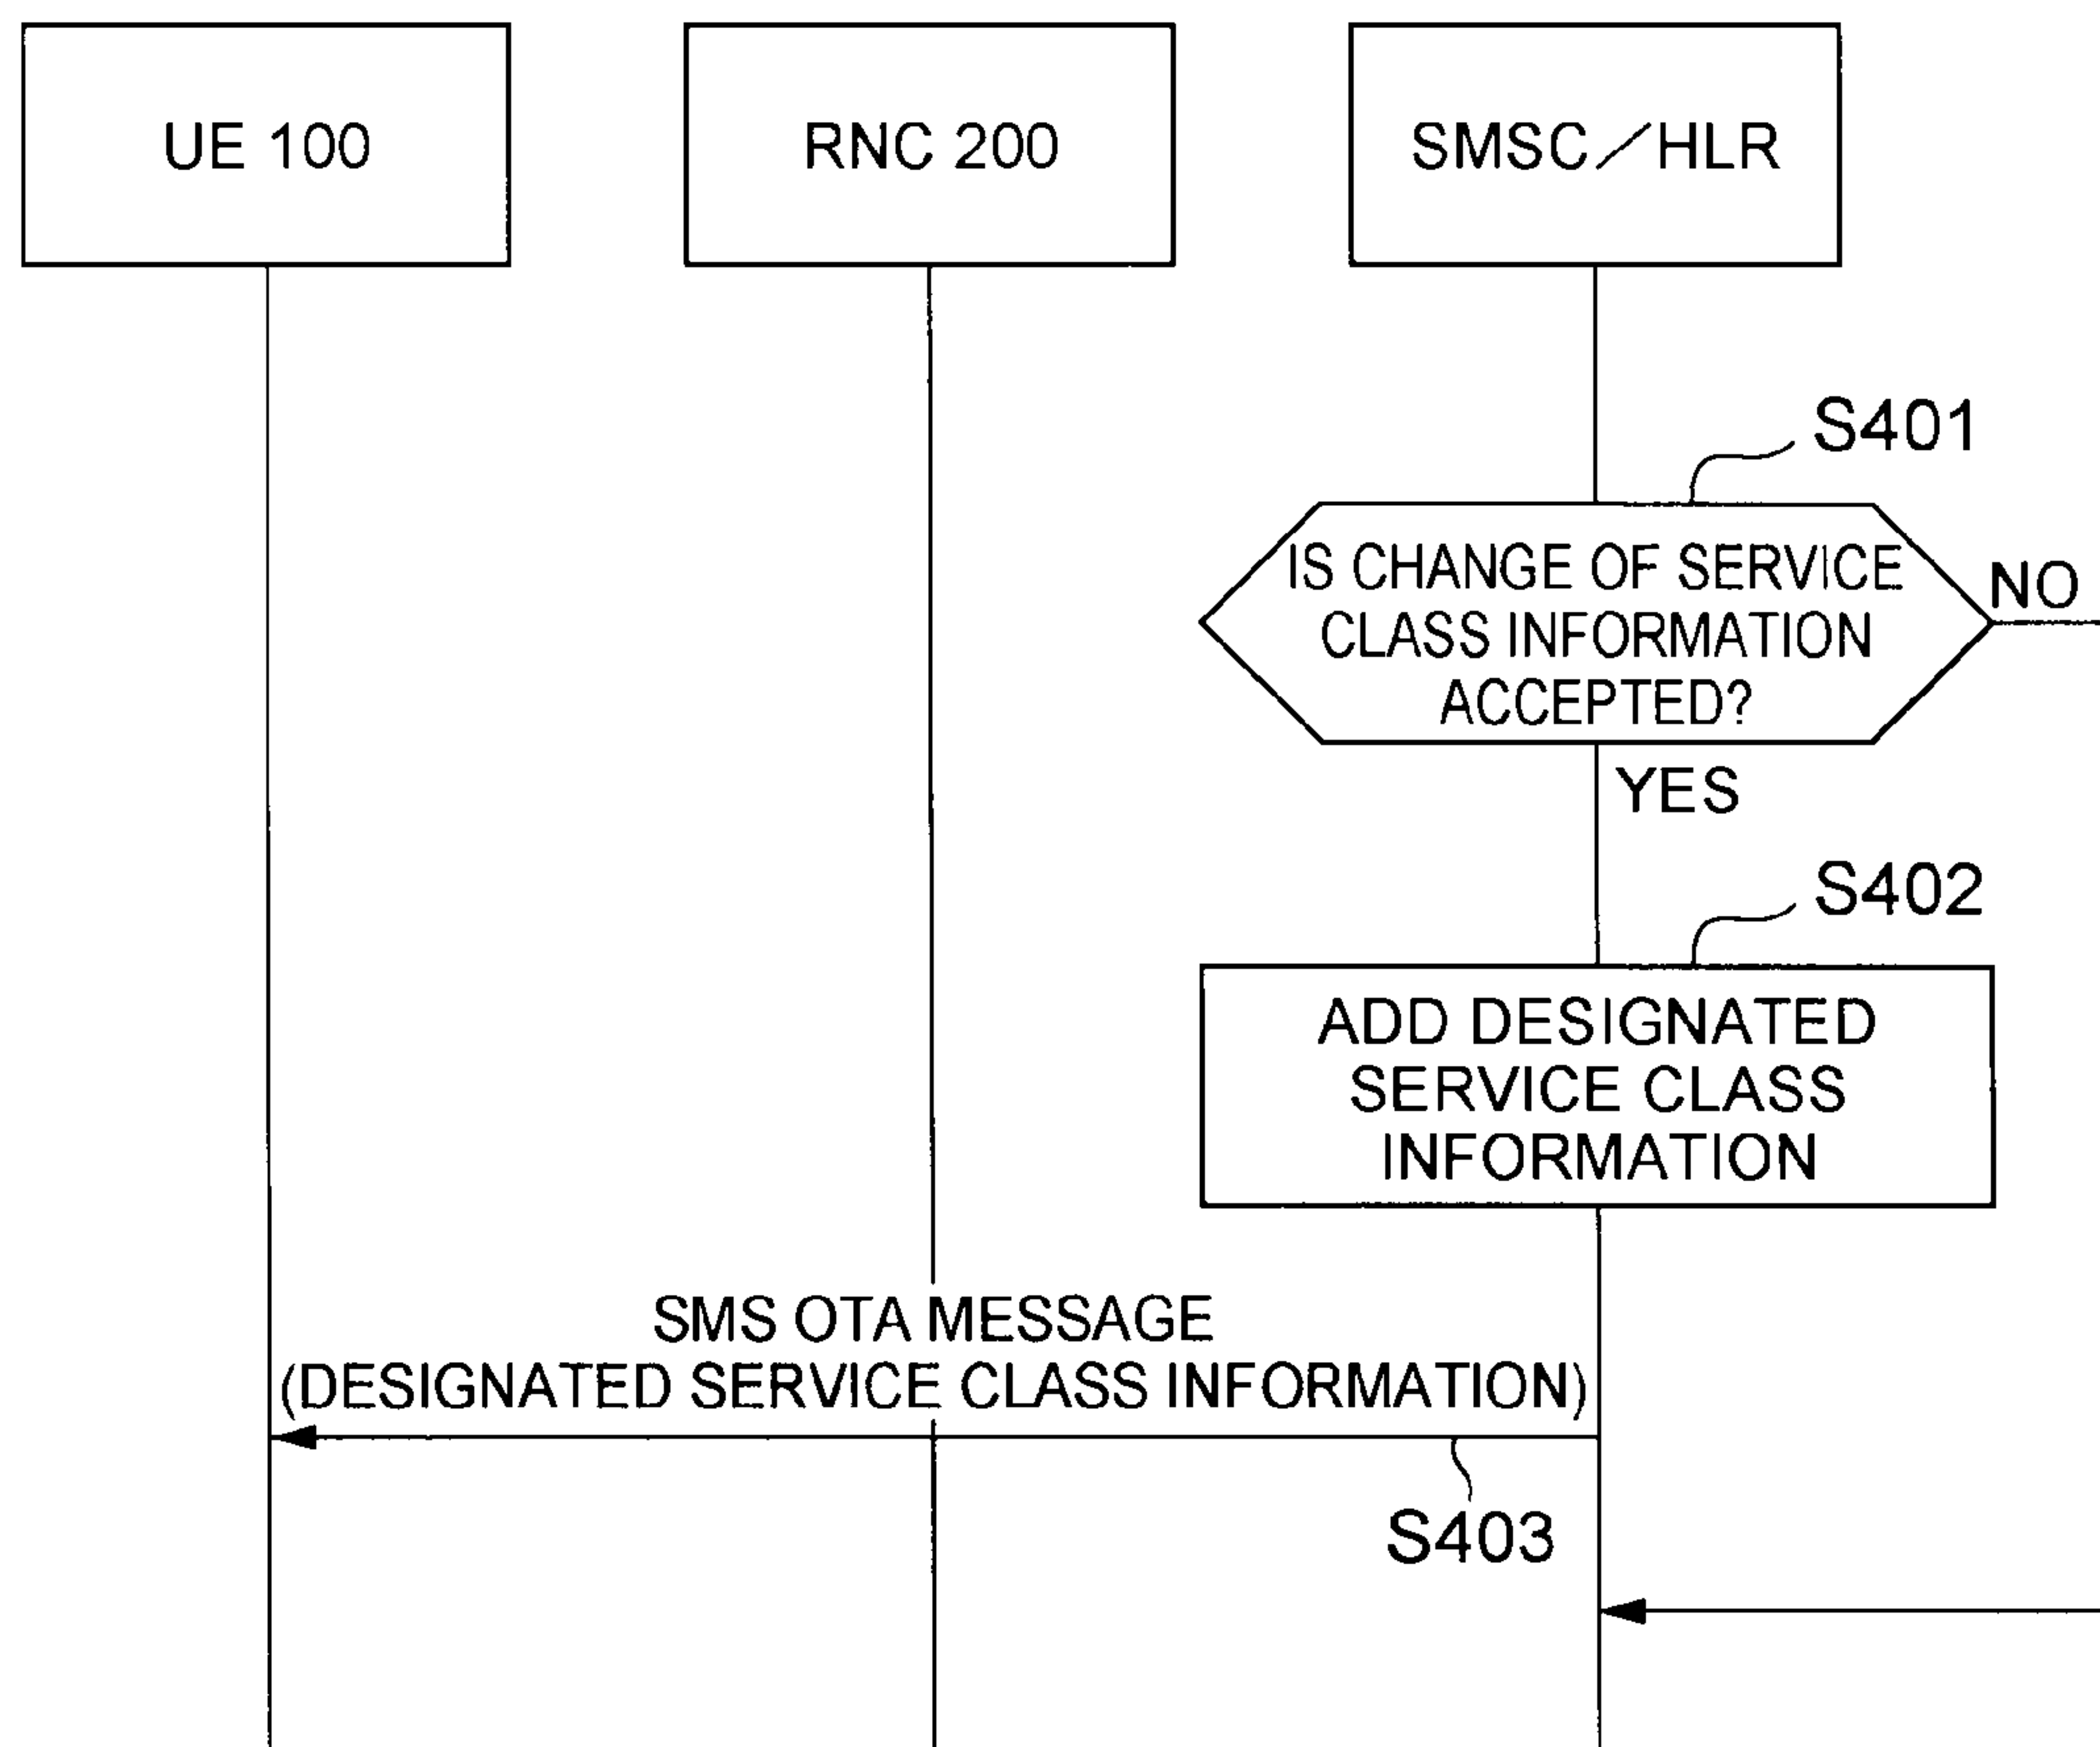 UE 100
RNC 200
SMSC／HLR
S401
IS CHANGE OF SERVICE
CLASS INFORMATION
ACCEPTED?
NO
YES
S402
ADD DESIGNATED
SERVICE CLASS
INFORMATION
SMS OTA MESSAGE
(DESIGNATED SERVICE CLASS INFORMATION)
S403